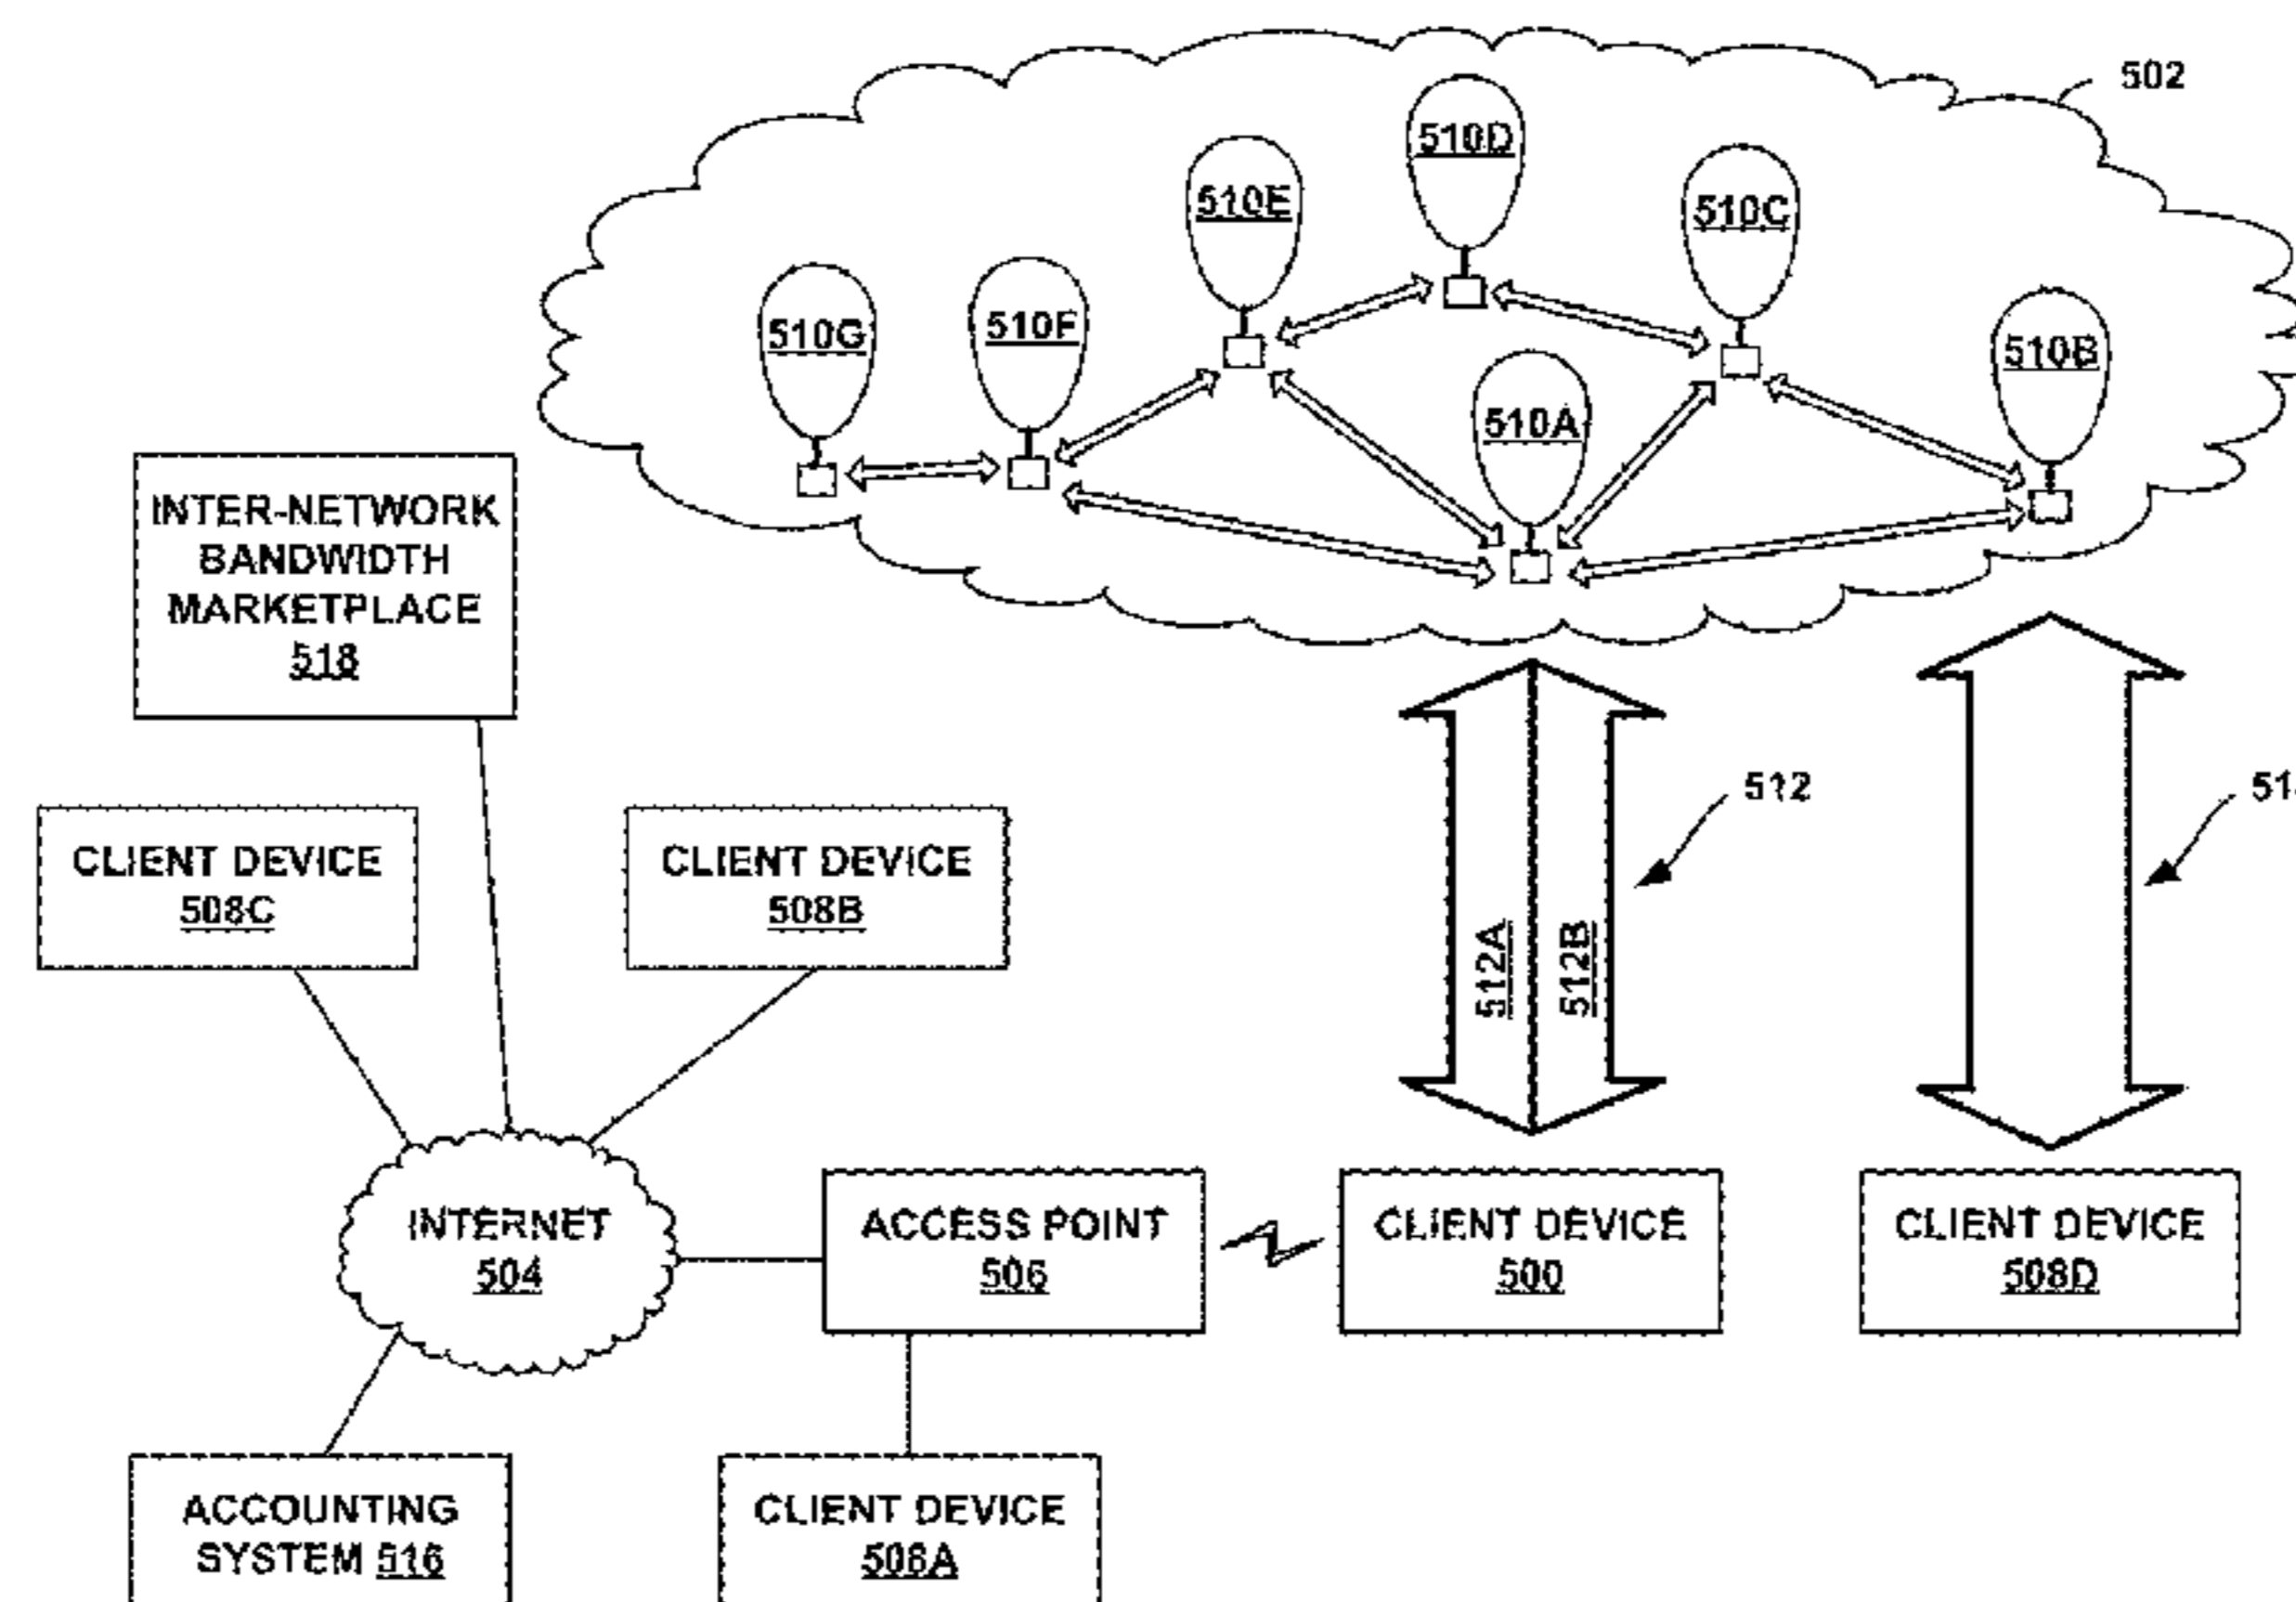 502
510D
510E
510C
510G
510F
510B
510A
INTER-NETWORK
BANDWIDTH
MARKETPLACE
518
512
CLIENT DEVICE
508C
CLIENT DEVICE
508B
512A
512B
INTERNET
504
ACCESS POINT
506
CLIENT DEVICE
500
CLIENT DEVICE
508D
ACCOUNTING
SYSTEM 516
CLIENT DEVICE
508A